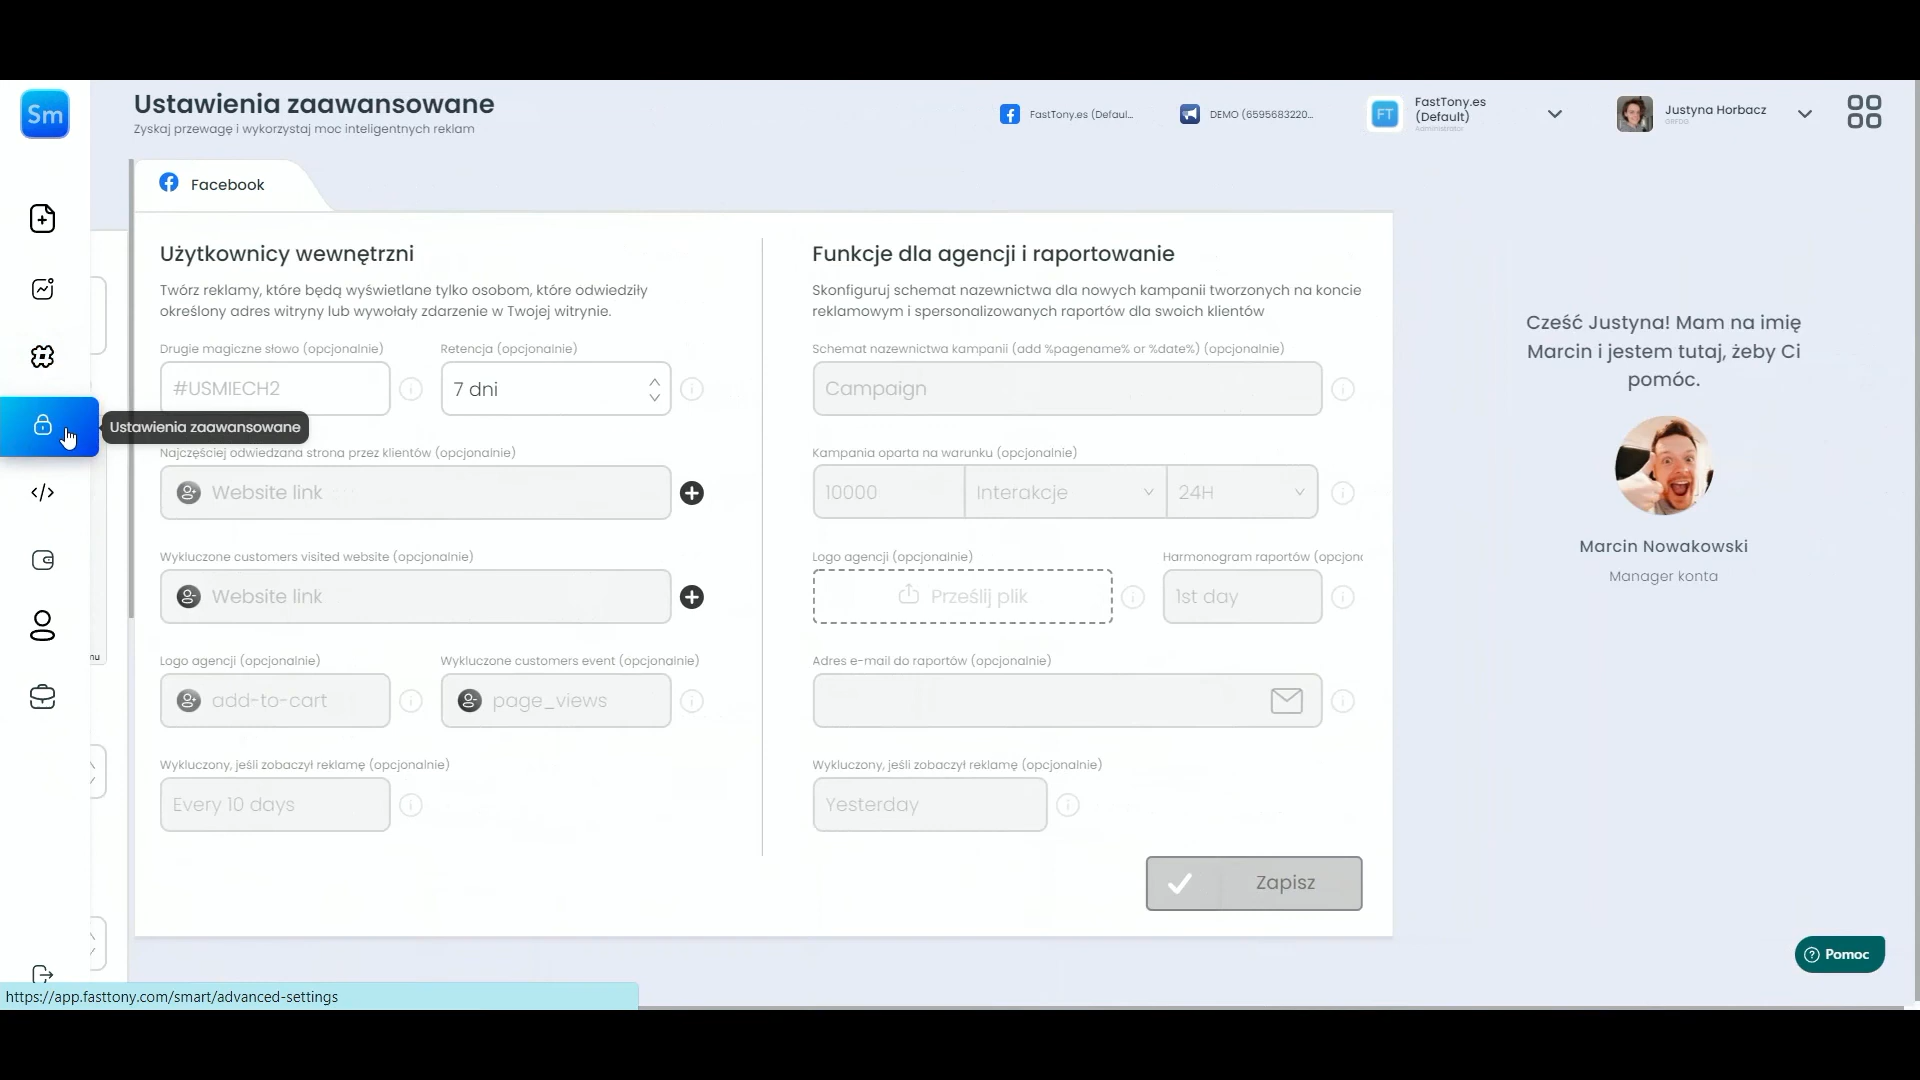 Sm
Ustawienia zaawansowane
Zyskaj przewagę i wykorzystaj moc inteligentnych reklam
FastTony.es (Defaul...
DEMO (6595683220...
FT
FastTony.es
(Default)
Administrator
Justyna Horbacz
Facebook
Użytkownicy wewnętrzni
Twórz reklamy, które będą wyświetlane tylko osobom, które odwiedziły
określony adres witryny lub wywołały zdarzenie w Twojej witrynie.
Drugie magiczne słowo (opcjonalnie)
Retencja (opcjonalnie)
#USMIECH2
7 dni
Ustawienia zaawansowane
Najczęściej odwiedzana strona przez klientów (opcjonalnie)
Website link
Wykluczone customers visited website (opcjonalnie)
Website link
Logo agencji (opcjonalnie)
Wykluczone customers event (opcjonalnie)
add-to-cart
page_views
Wykluczony, jeśli zobaczył reklamę (opcjonalnie)
Every 10 days
Funkcje dla agencji i raportowanie
Skonfiguruj schemat nazewnictwa dla nowych kampanii tworzonych na koncie
reklamowym i spersonalizowanych raportów dla swoich klientów
Schemat nazewnictwa kampanii (add %pagename% or %date%) (opcjonalnie)
Campaign
Kampania oparta na warunku (opcjonalnie)
10000
Interakcje
24H
Logo agencji (opcjonalnie)
Harmonogram raportów (opcjonc
Prześlij plik
1st day
Adres e-mail do raportów (opcjonalnie)
Wykluczony, jeśli zobaczył reklamę (opcjonalnie)
Yesterday
Zapisz
Cześć Justyna! Mam na imię
Marcin i jestem tutaj, żeby Ci
pomóc.
Marcin Nowakowski
Manager konta
Pomoc
nu
https://app.fasttony.com/smart/advanced-settings